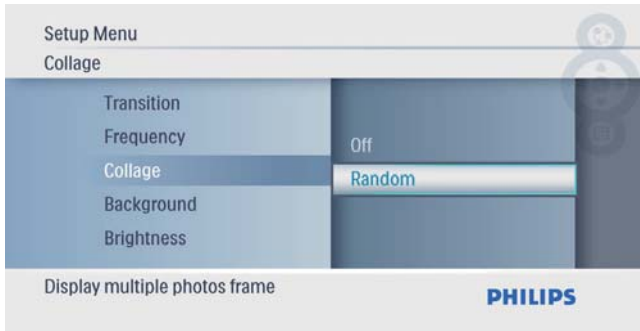 Setup Menu
Collage
Transition
Frequency
Collage
Background
Brightness
Off
Random
Display multiple photos frame
PHILIPS